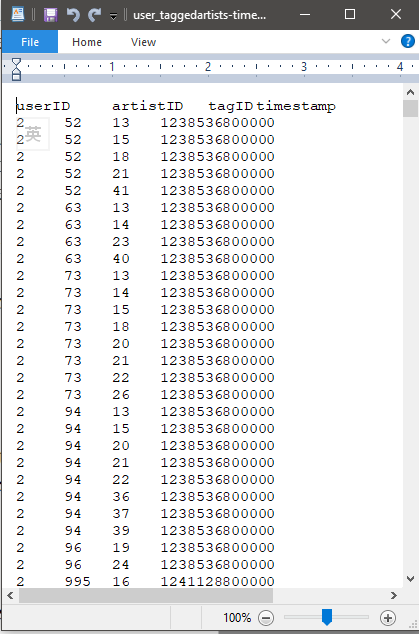 user_taggedartists-time...
File Home View
1 2 3 4
userID artistID tagID timestamp
2 52 13 1238536800000
英
2 52 15 1238536800000
2 52 18 1238536800000
2 52 21 1238536800000
2 52 41 1238536800000
2 63 13 1238536800000
2 63 14 1238536800000
2 63 23 1238536800000
2 63 40 1238536800000
2 73 13 1238536800000
2 73 14 1238536800000
2 73 15 1238536800000
2 73 18 1238536800000
2 73 20 1238536800000
2 73 21 1238536800000
2 73 22 1238536800000
2 73 26 1238536800000
2 94 13 1238536800000
2 94 15 1238536800000
2 94 20 1238536800000
2 94 21 1238536800000
2 94 22 1238536800000
2 94 36 1238536800000
2 94 37 1238536800000
2 94 39 1238536800000
2 96 19 1238536800000
2 96 24 1238536800000
2 995 16 1241128800000
100%